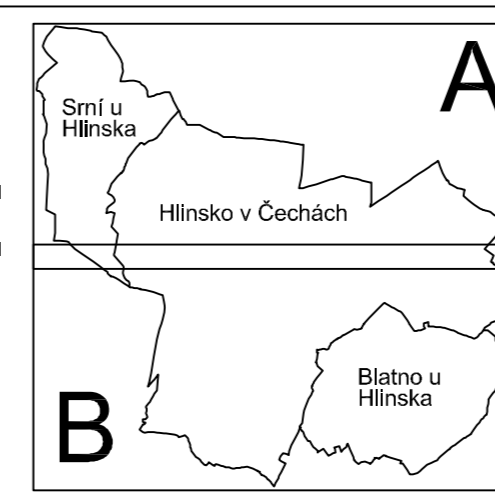 A
Srní u
Hlinska
Hlinsko v Čechách
Blatno u
Hlinska
B